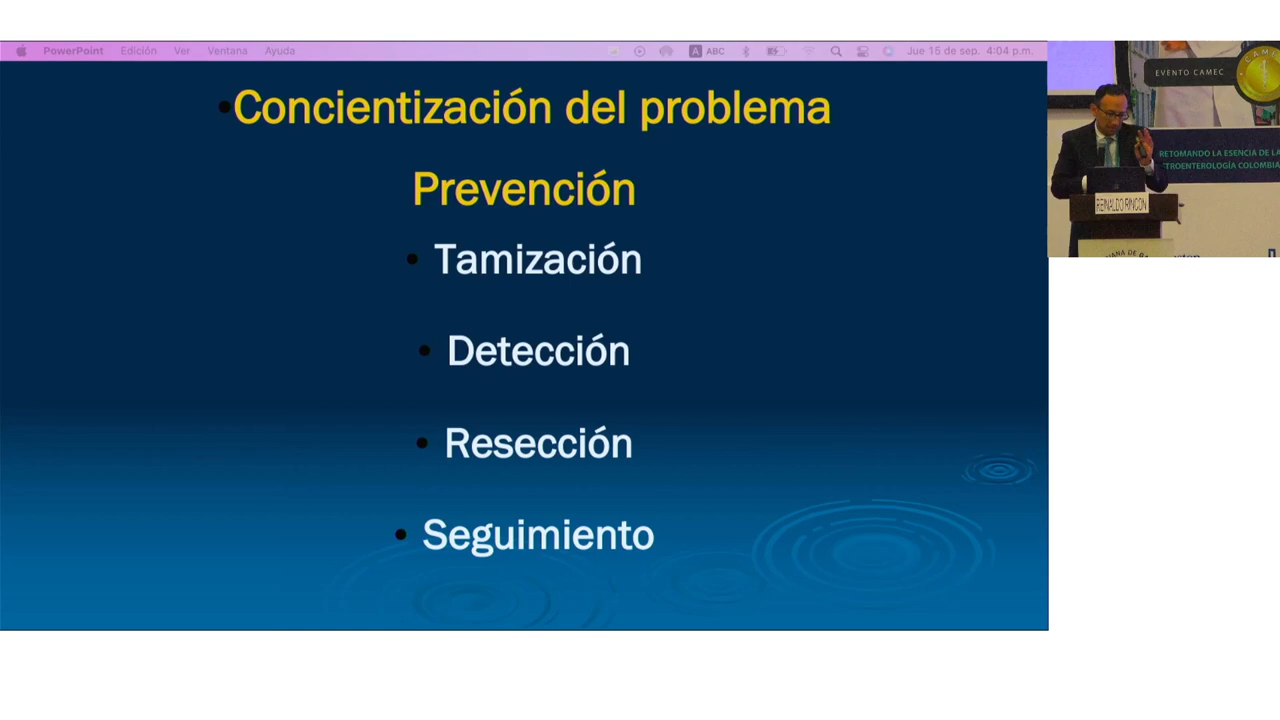 PowerPoint Edición Ver Ventana Ayuda ABC Jue 15 de sep. 4:04 p.m.
•Concientización del problema
Prevención
• Tamización
• Detección
• Resección
• Seguimiento
EVENTO CAMEC
RETOMANDO LA ESENCIA DE LA
TROENTEROLOGÍA COLOMBIA
REINALDO RINCON